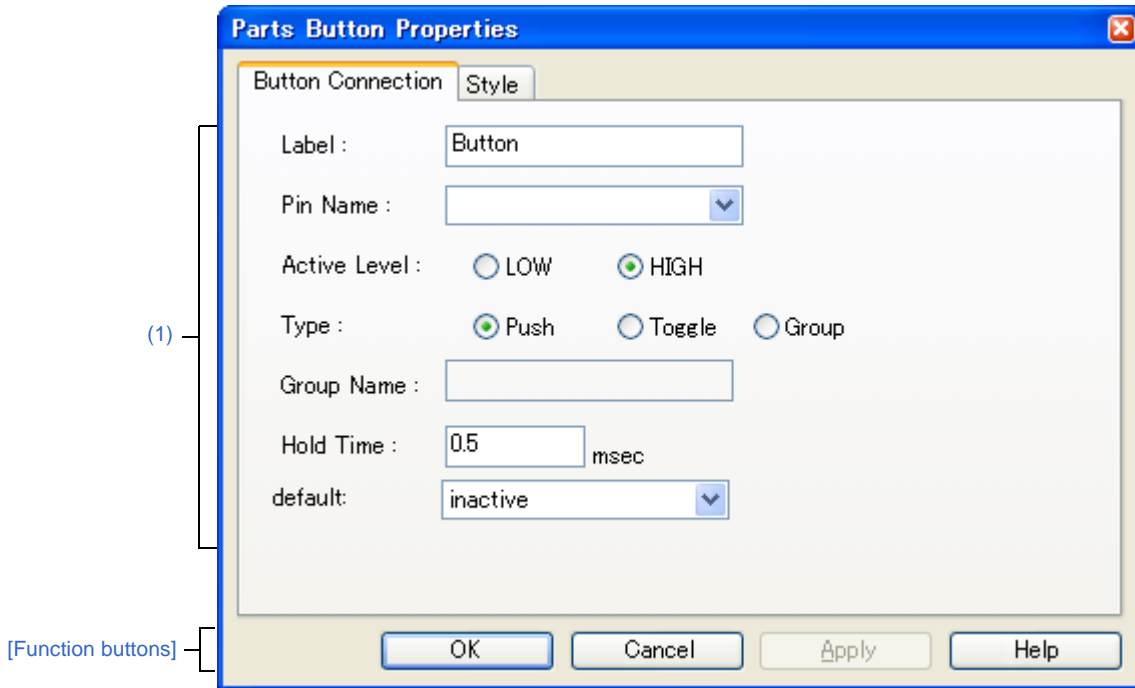 Parts Button Properties
Button Connection Style
Label : Button
Pin Name :
Active Level : LOW HIGH
(1) Type : Push Toggle Group
Group Name :
Hold Time : 0.5 msec
default: inactive
[Function buttons] OK Cancel Apply Help